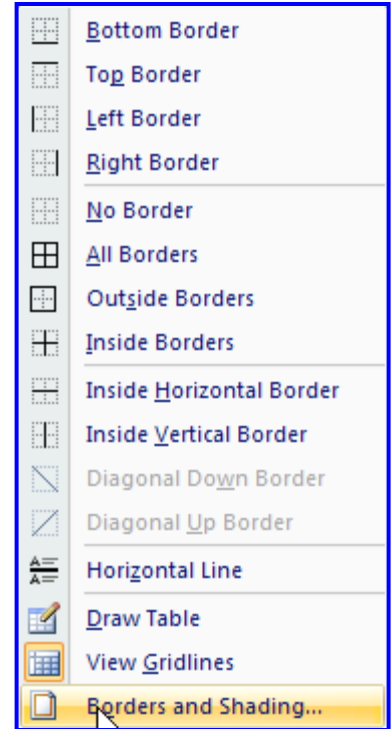 Bottom Border
Top Border
Left Border
Right Border
No Border
All Borders
Outside Borders
Inside Borders
Inside Horizontal Border
Inside Vertical Border
Diagonal Down Border
Diagonal Up Border
Horizontal Line
Draw Table
View Gridlines
Borders and Shading...